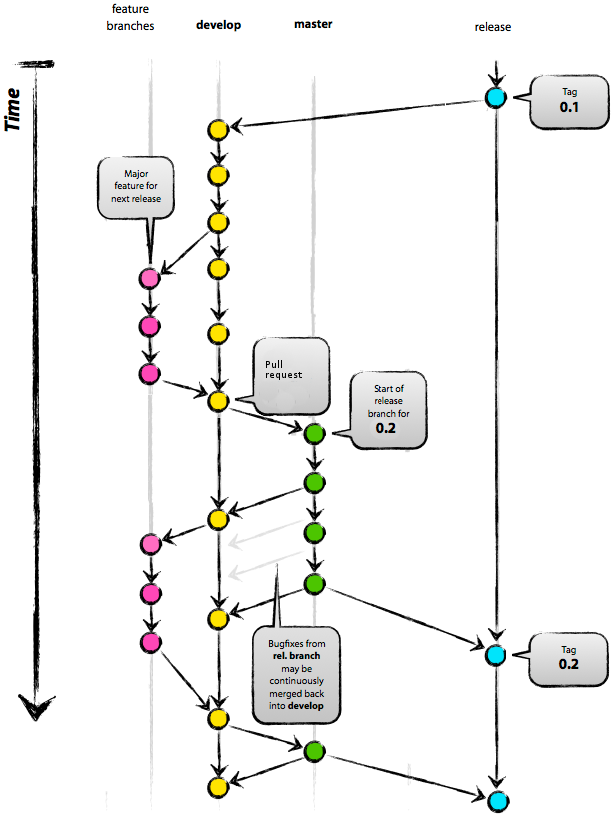 feature
branches
develop
master
release
Time
Tag
0.1
Major
feature for
next release
Pull
request
Start of
release
branch for
0.2
Bugfixes from
rel. branch
may be
continuously
merged back
into develop
Tag
0.2